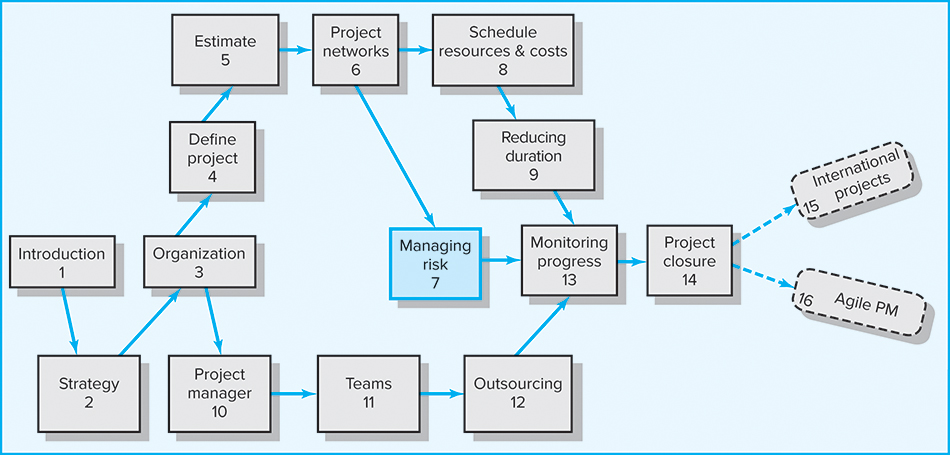 Estimate
5
Project
networks
6
Schedule
resources & costs
8
Define
project
4
Reducing
duration
9
International
projects
15
Introduction
1
Organization
3
Managing
risk
7
Monitoring
progress
13
Project
closure
14
16 Agile PM
Strategy
2
Project
manager
10
Teams
11
Outsourcing
12